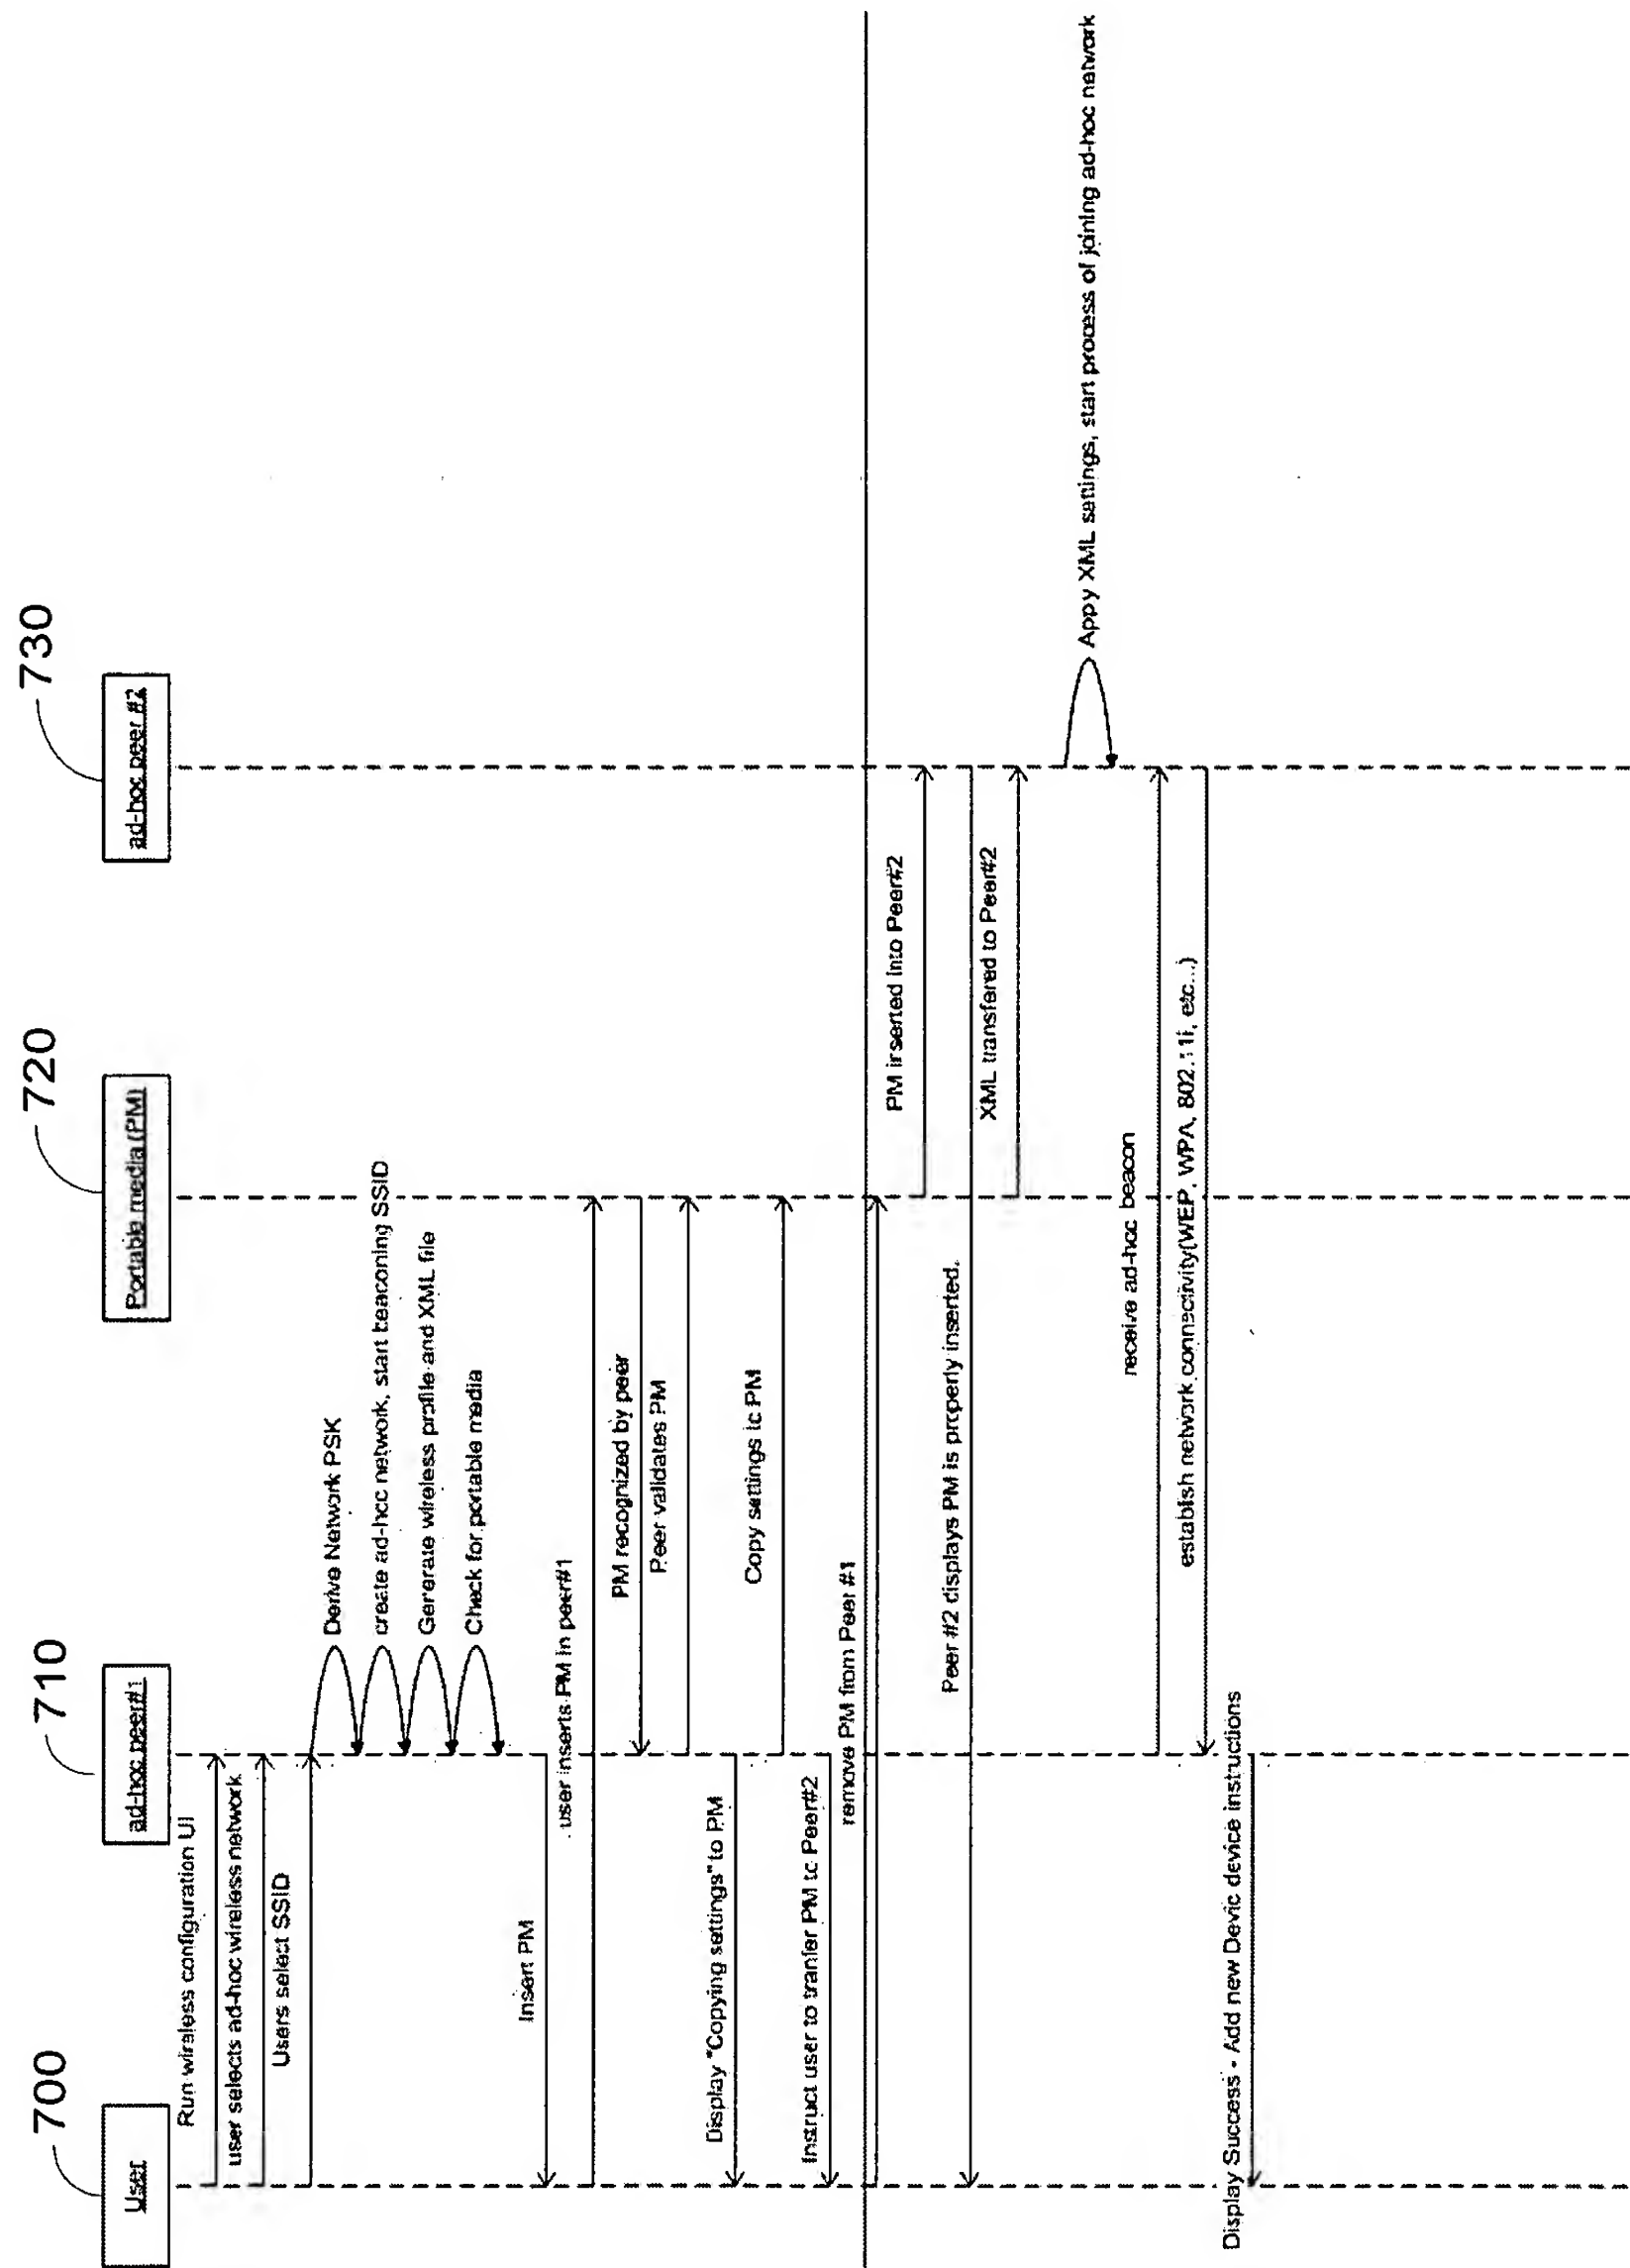 700
User
710
ad-hoc peer#1
720
Portable media (PM)
730
ad-hoc peer #2
Run wireless configuration UI
user selects ad-hoc wireless network
Users select SSID
Derive Network PSK
create ad-hoc network, start beaconing SSID
Generate wireless profile and XML file
Check for portable media
Insert PM
user inserts PM in peer#1
PM recognized by peer
Peer validates PM
Display "Copying settings" to PM
Copy settings to PM
Instruct user to tranfer PM to Peer#2
remove PM from Peer #1
PM inserted into Peer#2
Peer #2 displays PM is properly inserted.
XML transfered to Peer#2
Appy XML settings, start process of joining ad-hoc network
receive ad-hoc beacon
establish network connectivity(WEP, WPA, 802.11i, etc...)
Display Success - Add new Devic device instructions